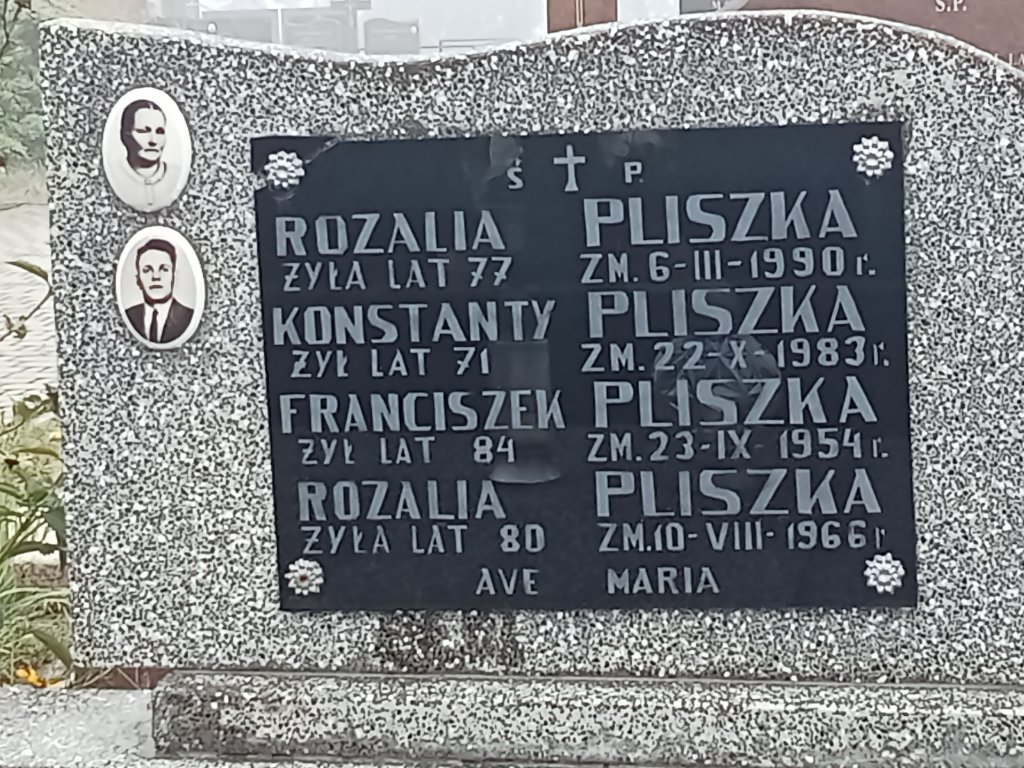 Ś P.
ROZALIA PLISZKA
ŻYŁA LAT 77 ZM. 6-III-1990 r.
KONSTANTY PLISZKA
ŻYŁ LAT 71 ZM. 22-X-1983 r.
FRANCISZEK PLISZKA
ŻYŁ LAT 84 ZM. 23-IX-1954 r.
ROZALIA PLISZKA
ŻYŁA LAT 80 ZM. 10-VIII-1966 r
AVE MARIA
Ś.P.